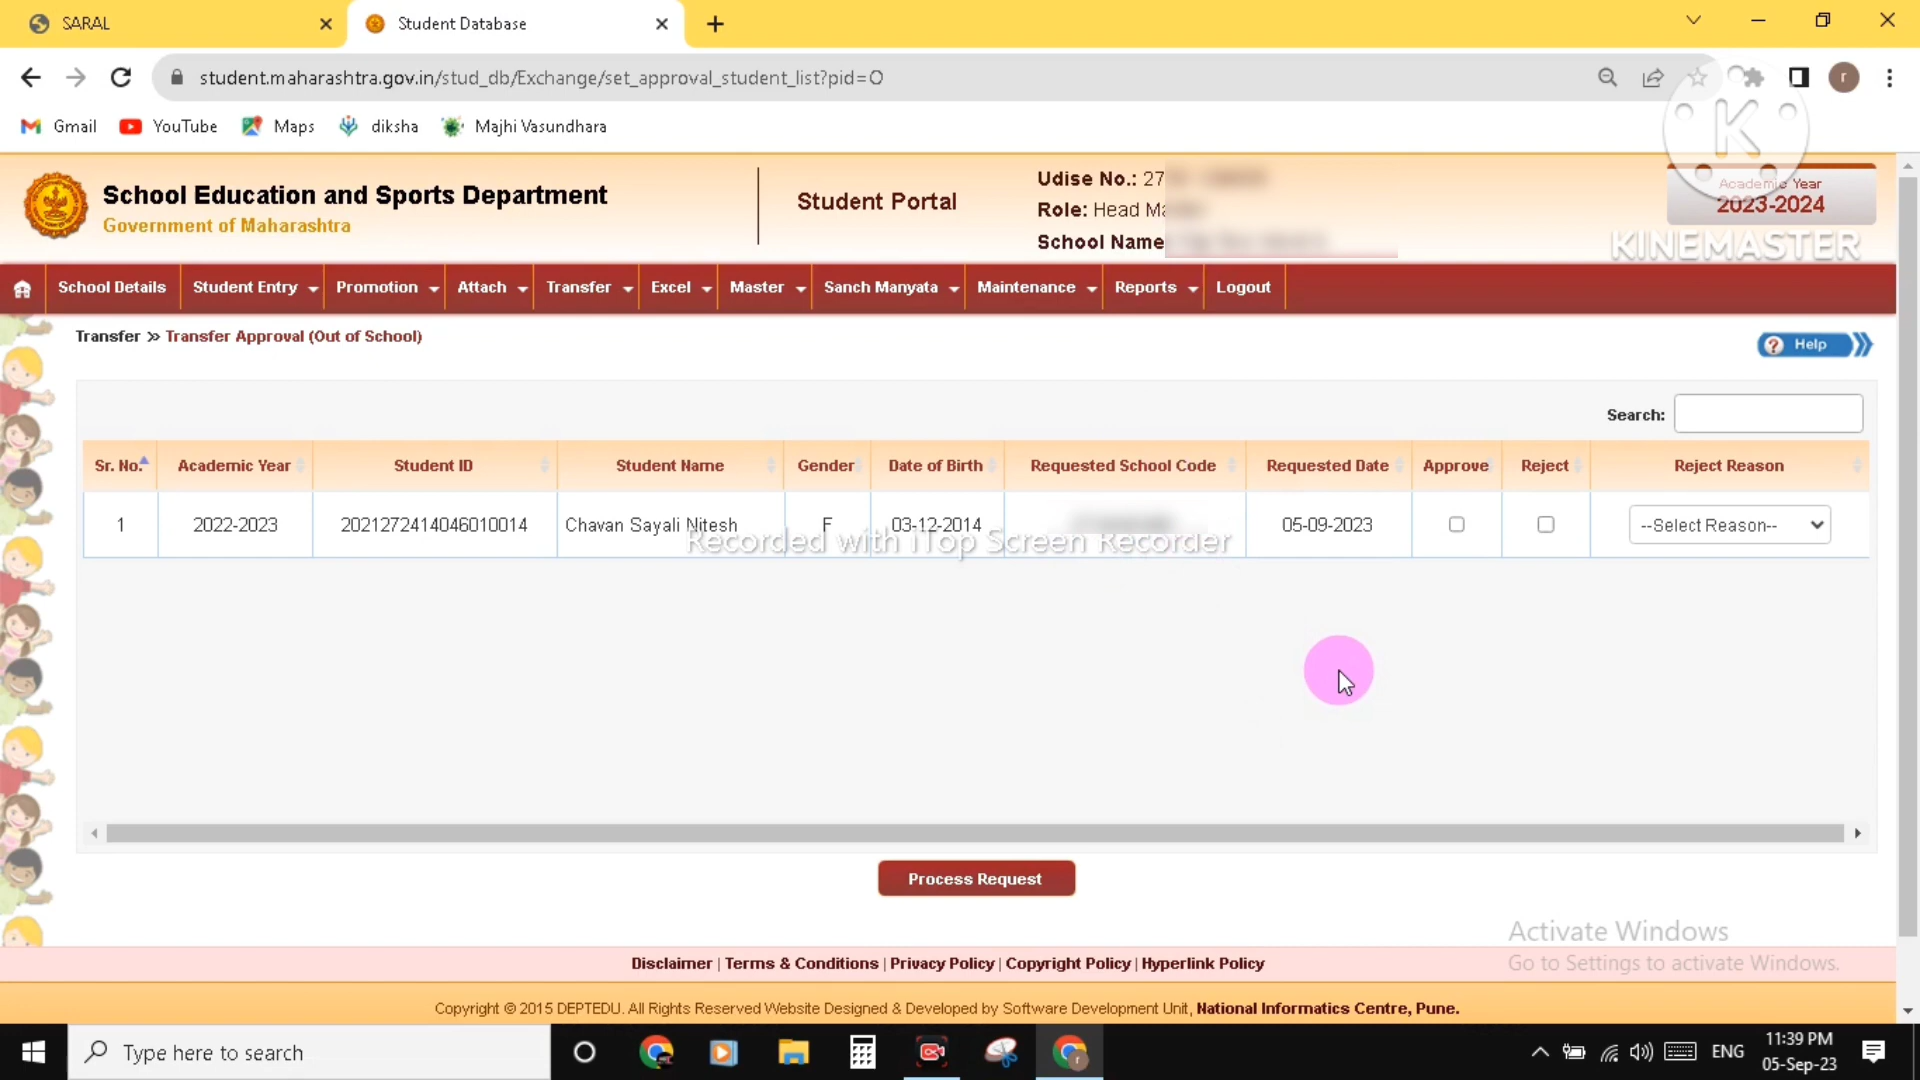 SARAL
Student Database
student.maharashtra.gov.in/stud_db/Exchange/set_approval_student_list?pid=O
r
Gmail YouTube Maps diksha Majhi Vasundhara
K
School Education and Sports Department
Government of Maharashtra
Student Portal
Udise No.: 27
Role: Head
School Name
Academic Year
2023-2024
KINEMASTER
School Details Student Entry Promotion Attach Transfer Excel Master Sanch Manyata Maintenance Reports Logout
Transfer >> Transfer Approval (Out of School)
? Help
Search:
Sr. No. Academic Year Student ID Student Name Gender Date of Birth Requested School Code Requested Date Approve Reject Reject Reason
1 2022-2023 2021272414046010014 Chavan Sayali Nitesh F 03-12-2014 05-09-2023 --Select Reason--
Recorded with iTop Screen Recorder
Process Request
Activate Windows
Go to Settings to activate Windows.
Disclaimer | Terms & Conditions | Privacy Policy | Copyright Policy | Hyperlink Policy
Copyright © 2015 DEPTEDU. All Rights Reserved Website Designed & Developed by Software Development Unit, National Informatics Centre, Pune.
Type here to search
ENG
11:39 PM
05-Sep-23